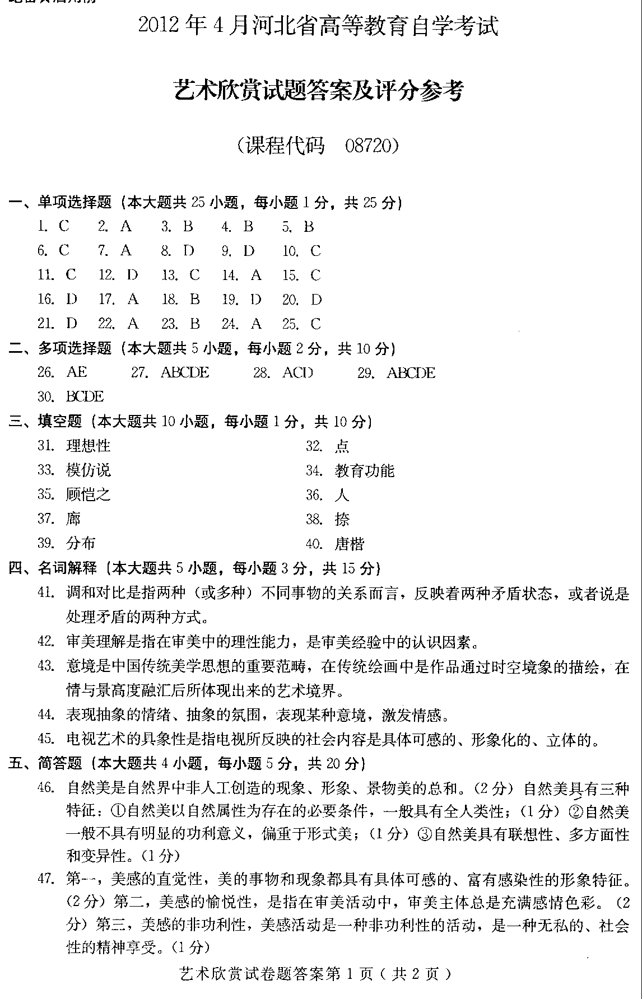 2012年4月河北省高等教育自学考试
艺术欣赏试题答案及评分参考
（课程代码　08720）
一、单项选择题（本大题共25小题，每小题1分，共25分）
1. C 2. A 3. B 4. B 5. B
6. C 7. A 8. D 9. D 10. C
11. C 12. D 13. C 14. A 15. C
16. D 17. A 18. B 19. D 20. D
21. D 22. A 23. B 24. A 25. C
二、多项选择题（本大题共5小题，每小题2分，共10分）
26. AE 27. ABCDE 28. ACD 29. ABCDE
30. BCDE
三、填空题（本大题共10小题，每小题1分，共10分）
31. 理想性 32. 点
33. 模仿说 34. 教育功能
35. 顾恺之 36. 人
37. 廊 38. 捺
39. 分布 40. 唐楷
四、名词解释（本大题共5小题，每小题3分，共15分）
41. 调和对比是指两种（或多种）不同事物的关系而言，反映着两种矛盾状态，或者说是
处理矛盾的两种方式。
42. 审美理解是指在审美中的理性能力，是审美经验中的认识因素。
43. 意境是中国传统美学思想的重要范畴，在传统绘画中是作品通过时空境象的描绘，在
情与景高度融汇后所体现出来的艺术境界。
44. 表现抽象的情绪、抽象的氛围，表现某种意境，激发情感。
45. 电视艺术的具象性是指电视所反映的社会内容是具体可感的、形象化的、立体的。
五、简答题（本大题共4小题，每小题5分，共20分）
46. 自然美是自然界中非人工创造的现象、形象、景物美的总和。（2分）自然美具有三种
特征：①自然美以自然属性为存在的必要条件，一般具有全人类性；（1分）②自然美
一般不具有明显的功利意义，偏重于形式美；（1分）③自然美具有联想性、多方面性
和变异性。（1分）
47. 第一，美感的直觉性，美的事物和现象都具有具体可感的、富有感染性的形象特征。
（2分）第二，美感的愉悦性，是指在审美活动中，审美主体总是充满感情色彩。（2
分）第三，美感的非功利性，美感活动是一种非功利性的活动，是一种无私的、社会
性的精神享受。（1分）
艺术欣赏试卷题答案第1页（共2页）